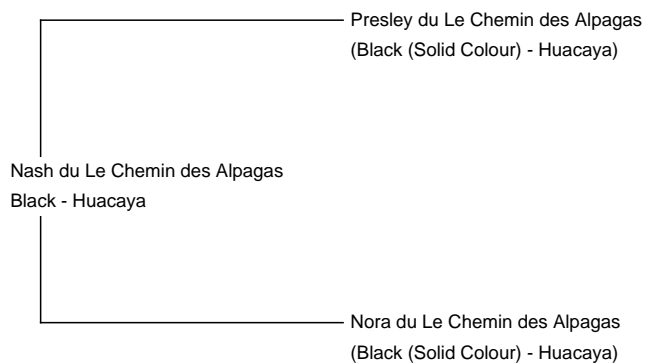 Presley du Le Chemin des Alpagas
(Black (Solid Colour) - Huacaya)
Nash du Le Chemin des Alpagas
Black - Huacaya
Nora du Le Chemin des Alpagas
(Black (Solid Colour) - Huacaya)